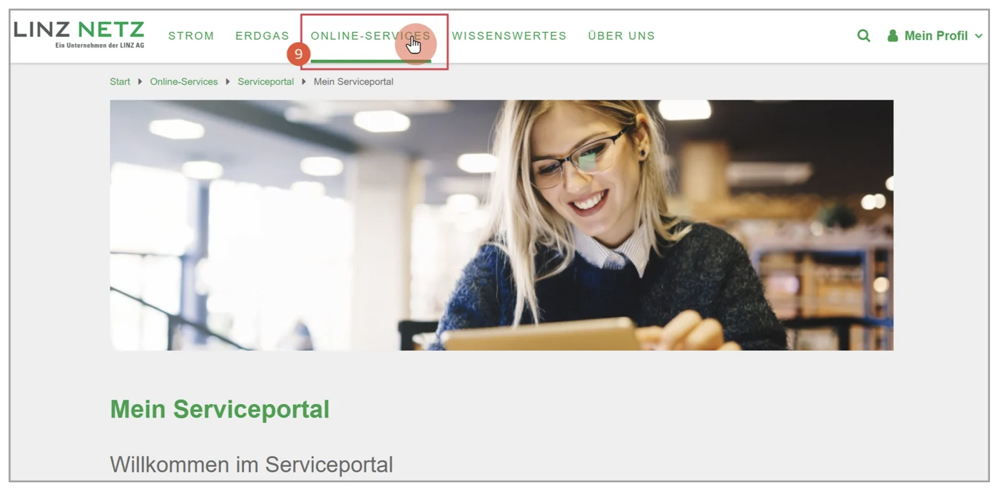 LINZ NETZ
Ein Unternehmen der LINZ AG
STROM ERDGAS ONLINE-SERVICES WISSENSWERTES ÜBER UNS Mein Profil
9
Start Online-Services Serviceportal Mein Serviceportal
Mein Serviceportal
Willkommen im Serviceportal